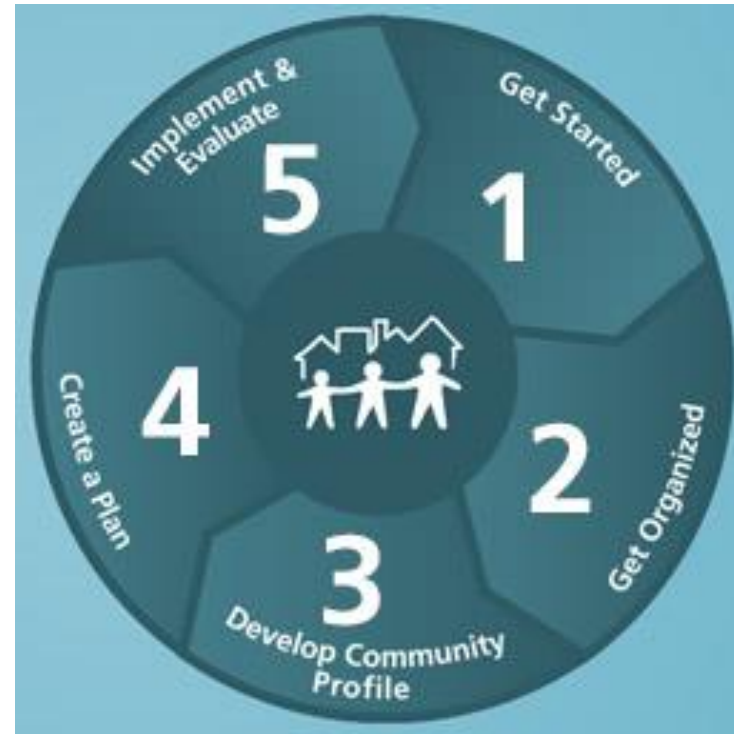 1
Get Started
2
Get Organized
3
Develop Community
Profile
4
Create a Plan
5
Implement &
Evaluate